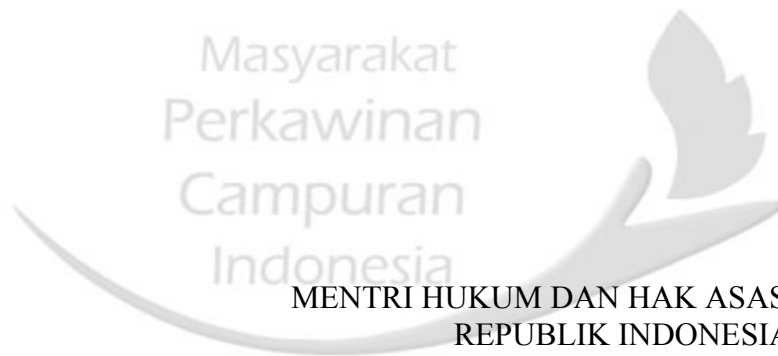 Masyarakat
Perkawinan
Campuran
Indonesia
MENTRI HUKUM DAN HAK ASAS
REPUBLIK INDONESIA